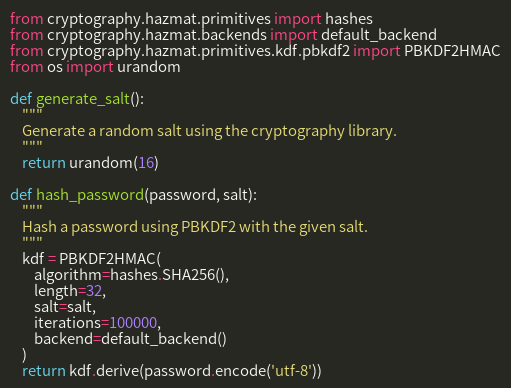 from cryptography.hazmat.primitives import hashes
from cryptography.hazmat.backends import default_backend
from cryptography.hazmat.primitives.kdf.pbkdf2 import PBKDF2HMAC
from os import urandom

def generate_salt():
    """
    Generate a random salt using the cryptography library.
    """
    return urandom(16)

def hash_password(password, salt):
    """
    Hash a password using PBKDF2 with the given salt.
    """
    kdf = PBKDF2HMAC(
        algorithm=hashes.SHA256(),
        length=32,
        salt=salt,
        iterations=100000,
        backend=default_backend()
    )
    return kdf.derive(password.encode('utf-8'))